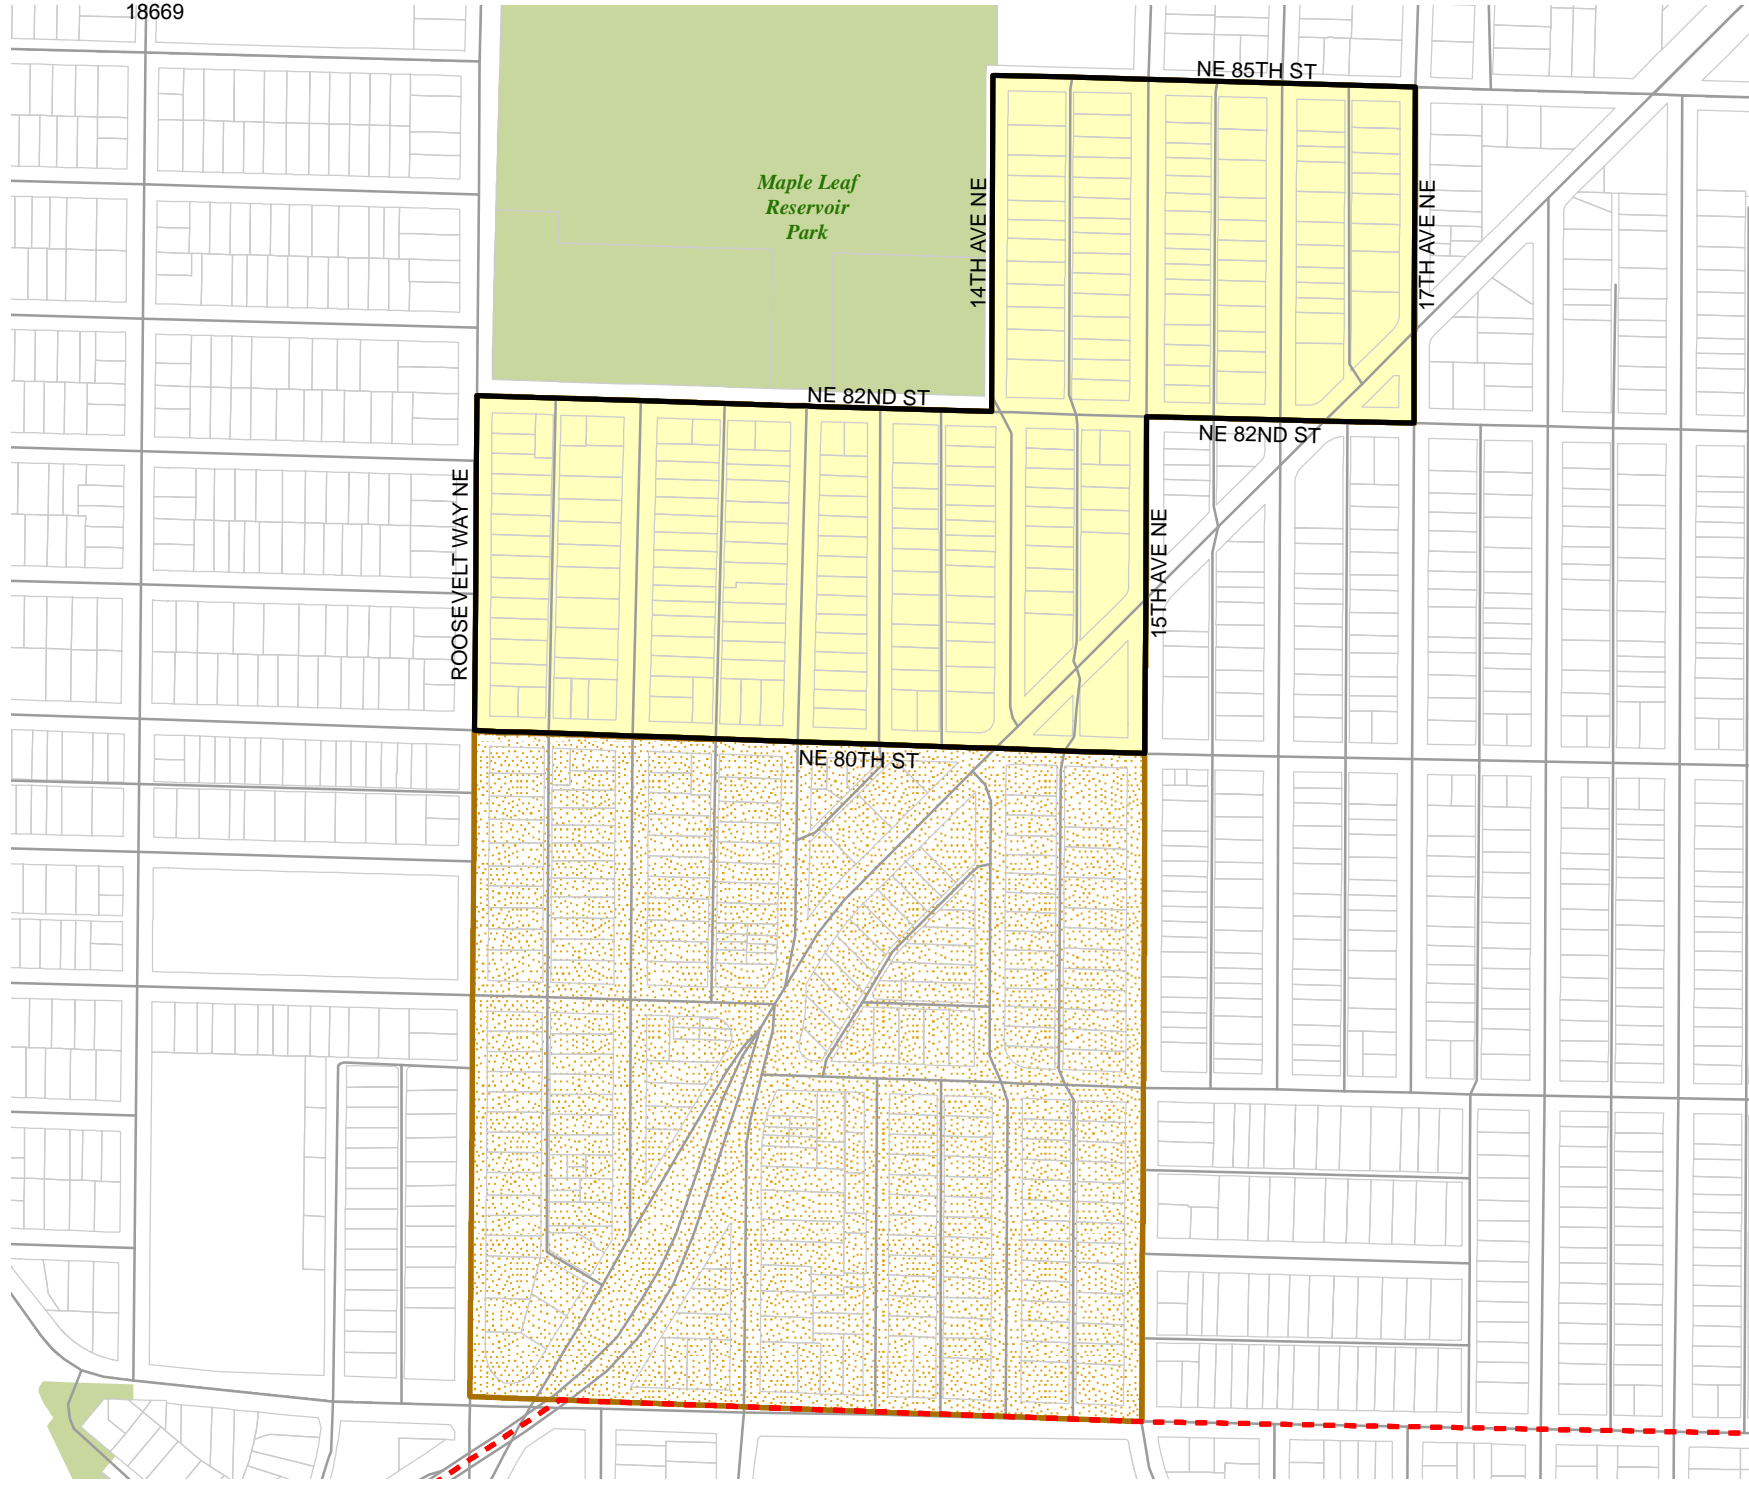 18669
NE 85TH ST
Maple Leaf
Reservoir
Park
14TH AVE NE
17TH AVE NE
NE 82ND ST
NE 82ND ST
ROOSEVELT WAY NE
15TH AVE NE
NE 80TH ST